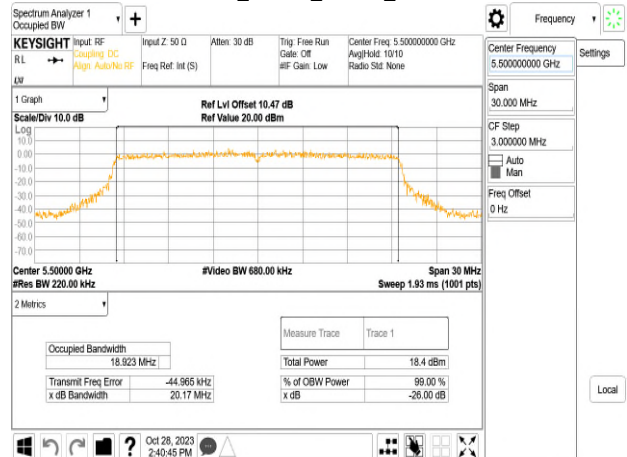 Spectrum Analyzer 1
Occupied BW
+
Frequency
KEYSIGHT
Input: RF
Coupling: DC
Align: Auto/No RF
Input Z: 50 Ω
Freq Ref: Int (S)
Atten: 30 dB
Trig: Free Run
Gate: Off
#IF Gain: Low
Center Freq: 5.500000000 GHz
Avg|Hold: 10/10
Radio Std: None
RL
LXI
Center Frequency
5.500000000 GHz
Settings
Span
30.000 MHz
CF Step
3.000000 MHz
Auto
Man
Freq Offset
0 Hz
1 Graph
Scale/Div 10.0 dB
Ref Lvl Offset 10.47 dB
Ref Value 20.00 dBm
Log
10.0
0.00
-10.0
-20.0
-30.0
-40.0
-50.0
-60.0
-70.0
Center 5.50000 GHz
#Video BW 680.00 kHz
Span 30 MHz
#Res BW 220.00 kHz
Sweep 1.93 ms (1001 pts)
2 Metrics
Measure Trace Trace 1
Occupied Bandwidth
18.923 MHz
Total Power 18.4 dBm
Transmit Freq Error -44.965 kHz
% of OBW Power 99.00 %
x dB Bandwidth 20.17 MHz
x dB -26.00 dB
Local
?
Oct 28, 2023
2:40:45 PM